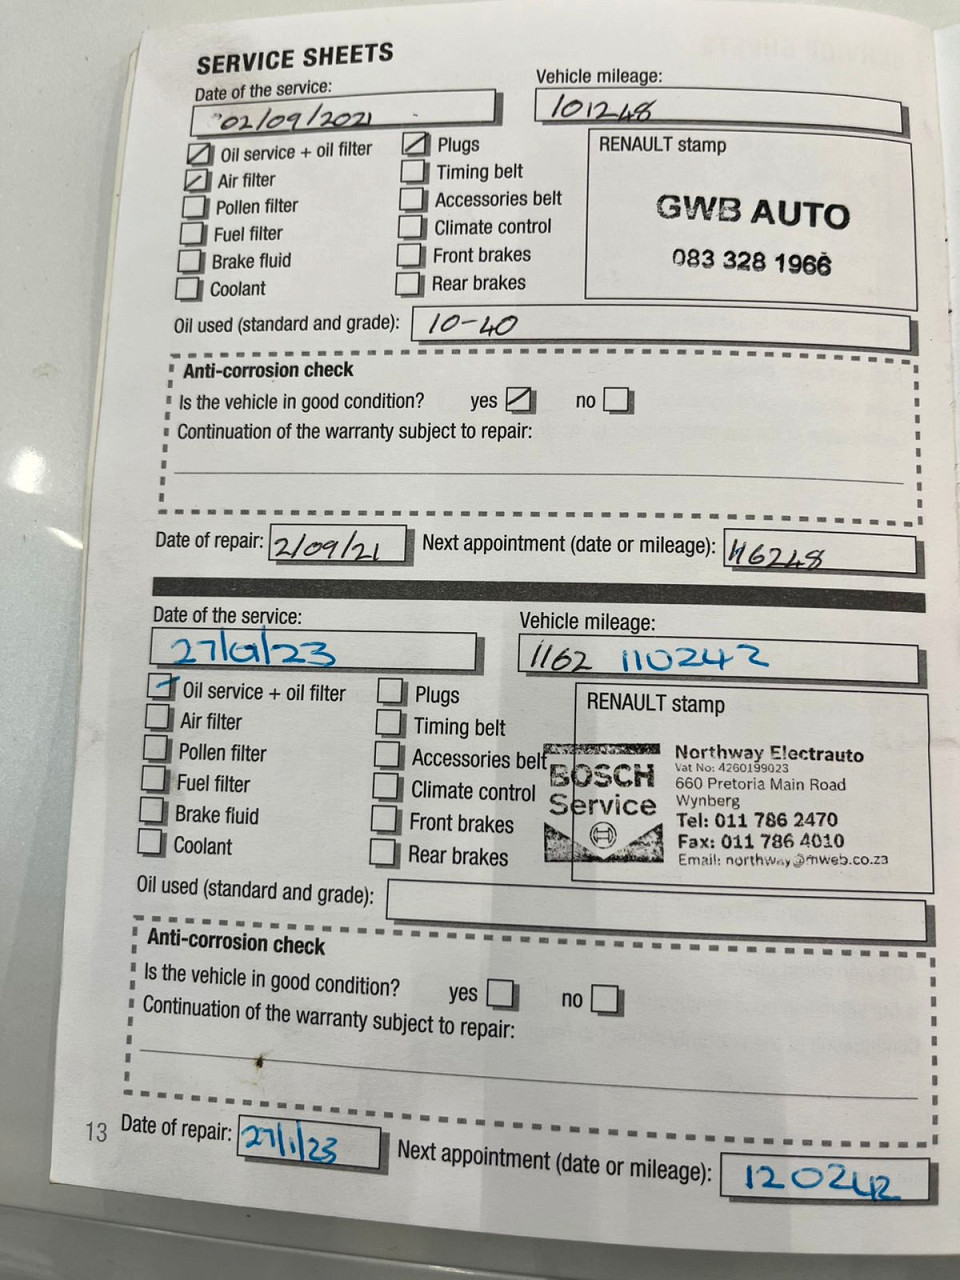 SERVICE SHEETS
Date of the service:
Vehicle mileage:
02/09/2021
101248
Oil service + oil filter
Plugs
RENAULT stamp
Air filter
Timing belt
Pollen filter
Accessories belt
GWB AUTO
Fuel filter
Climate control
083 328 1966
Brake fluid
Front brakes
Coolant
Rear brakes
Oil used (standard and grade):
10-40
Anti-corrosion check
Is the vehicle in good condition? yes no
Continuation of the warranty subject to repair:
Date of repair: 2/09/21 Next appointment (date or mileage): 116248
Date of the service:
Vehicle mileage:
1162 110242
Oil service + oil filter
Plugs
RENAULT stamp
Air filter
Timing belt
Pollen filter
Accessories belt
Fuel filter
Climate control
Brake fluid
Front brakes
Coolant
Rear brakes
BOSCH
Service
Northway Electrauto
Vat No: 4260199023
660 Pretoria Main Road
Wynberg
Tel: 011 786 2470
Fax: 011 786 4010
Email: northway@mweb.co.za
Oil used (standard and grade):
Anti-corrosion check
Is the vehicle in good condition? yes no
Continuation of the warranty subject to repair:
13
Date of repair: 27/1/23 Next appointment (date or mileage): 120242